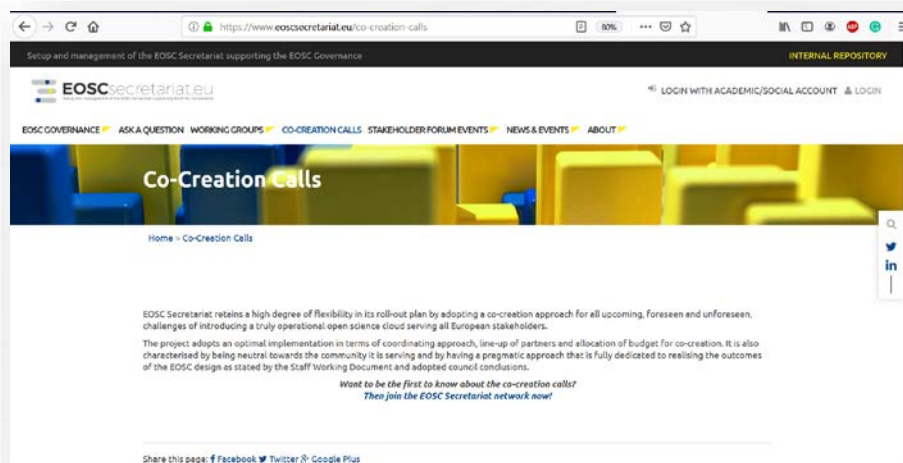 https://www.eoscsecretariat.eu/co-creation-calls 80%
Setup and management of the EOSC Secretariat supporting the EOSC Governance INTERNAL REPOSITORY
EOSCsecretariat.eu
LOGIN WITH ACADEMIC/SOCIAL ACCOUNT LOGIN
EOSC GOVERNANCE ASK A QUESTION WORKING GROUPS CO-CREATION CALLS STAKEHOLDER FORUM EVENTS NEWS & EVENTS ABOUT
Co-Creation Calls
Home > Co-Creation Calls
EOSC Secretariat retains a high degree of flexibility in its roll-out plan by adopting a co-creation approach for all upcoming, foreseen and unforeseen,
challenges of introducing a truly operational open science cloud serving all European stakeholders.
The project adopts an optimal implementation in terms of coordinating approach, line-up of partners and allocation of budget for co-creation. It is also
characterised by being neutral towards the community it is serving and by having a pragmatic approach that is fully dedicated to realising the outcomes
of the EOSC design as stated by the Staff Working Document and adopted council conclusions.
Want to be the first to know about the co-creation calls?
Then join the EOSC Secretariat network now!
Share this page: Facebook Twitter Google Plus